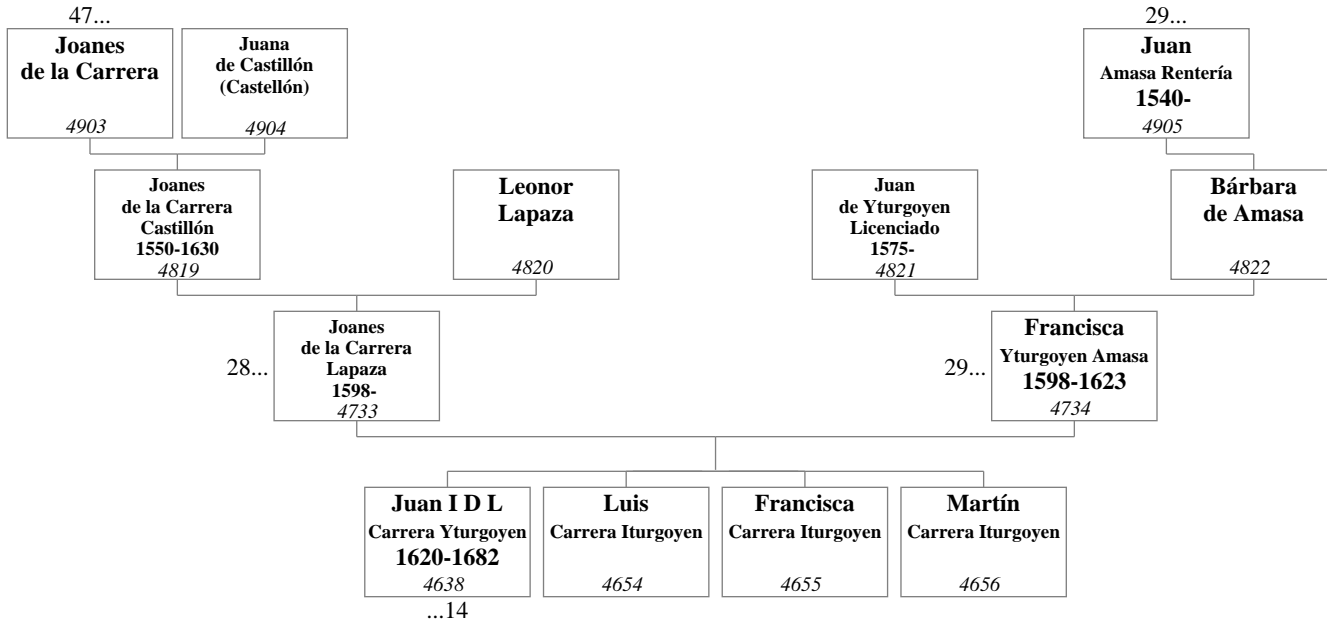 47...
Joanes
de la Carrera
4903
Juana
de Castillón
(Castellón)
4904
29...
Juan
Amasa Rentería
1540-
4905
Joanes
de la Carrera
Castillón
1550-1630
4819
Leonor
Lapaza
4820
Juan
de Yturgoyen
Licenciado
1575-
4821
Bárbara
de Amasa
4822
28...
Joanes
de la Carrera
Lapaza
1598-
4733
29...
Francisca
Yturgoyen Amasa
1598-1623
4734
Juan I D L
Carrera Yturgoyen
1620-1682
4638
...14
Luis
Carrera Iturgoyen
4654
Francisca
Carrera Iturgoyen
4655
Martín
Carrera Iturgoyen
4656